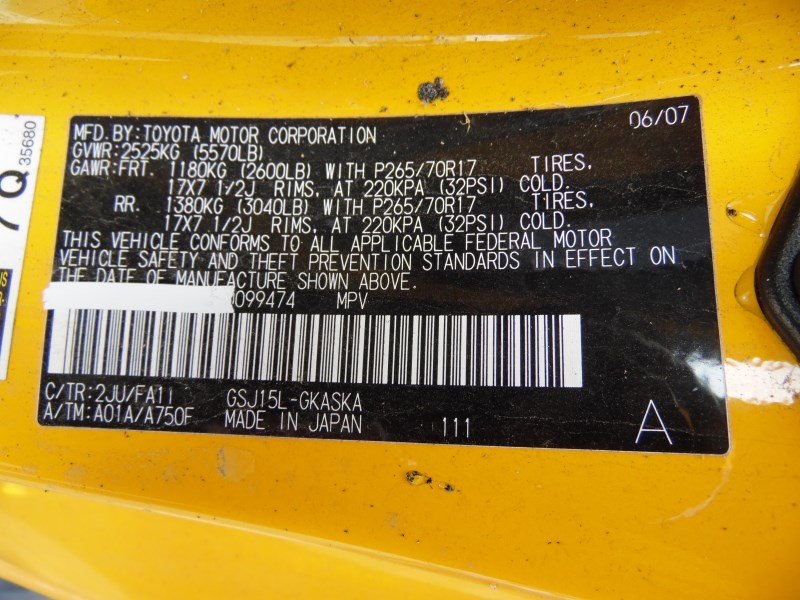 06/07
MFD.BY:TOYOTA MOTOR CORPORATION
GVWR:2525KG (5570LB)
GAWR:FRT. 1180KG (2600LB) WITH P265/70R17 TIRES,
17X7 1/2J RIMS, AT 220KPA (32PSI) COLD.
RR. 1380KG (3040LB) WITH P265/70R17 TIRES,
17X7 1/2J RIMS, AT 220KPA (32PSI) COLD.
THIS VEHICLE CONFORMS TO ALL APPLICABLE FEDERAL MOTOR
VEHICLE SAFETY AND THEFT PREVENTION STANDARDS IN EFFECT ON
THE DATE OF MANUFACTURE SHOWN ABOVE.
0099474 MPV
C/TR:2JU/FA11 GSJ15L-GKASKA
A/TM:A01A/A750F MADE IN JAPAN 111 A
Q
35680